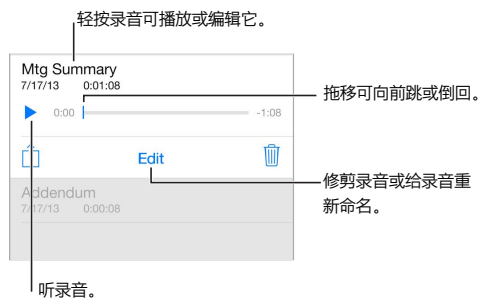 轻按录音可播放或编辑它。
Mtg Summary
7/17/13 0:01:08
拖移可向前跳或倒回。
0:00 -1:08
Edit
修剪录音或给录音重
新命名。
Addendum
7/17/13 0:00:08
听录音。